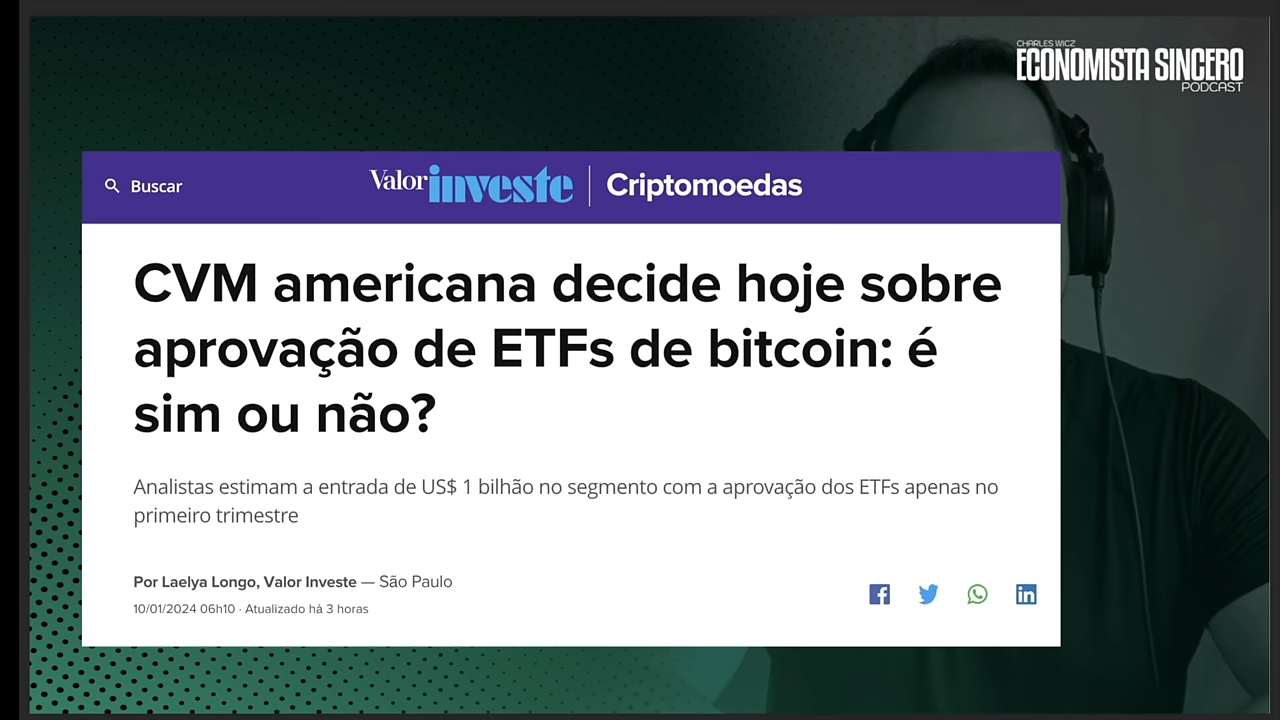 CHARLES WICZ
ECONOMISTA SINCERO
PODCAST
Buscar
Valor investe | Criptomoedas
CVM americana decide hoje sobre
aprovação de ETFs de bitcoin: é
sim ou não?
Analistas estimam a entrada de US$ 1 bilhão no segmento com a aprovação dos ETFs apenas no
primeiro trimestre
Por Laelya Longo, Valor Investe — São Paulo
10/01/2024 06h10 · Atualizado há 3 horas